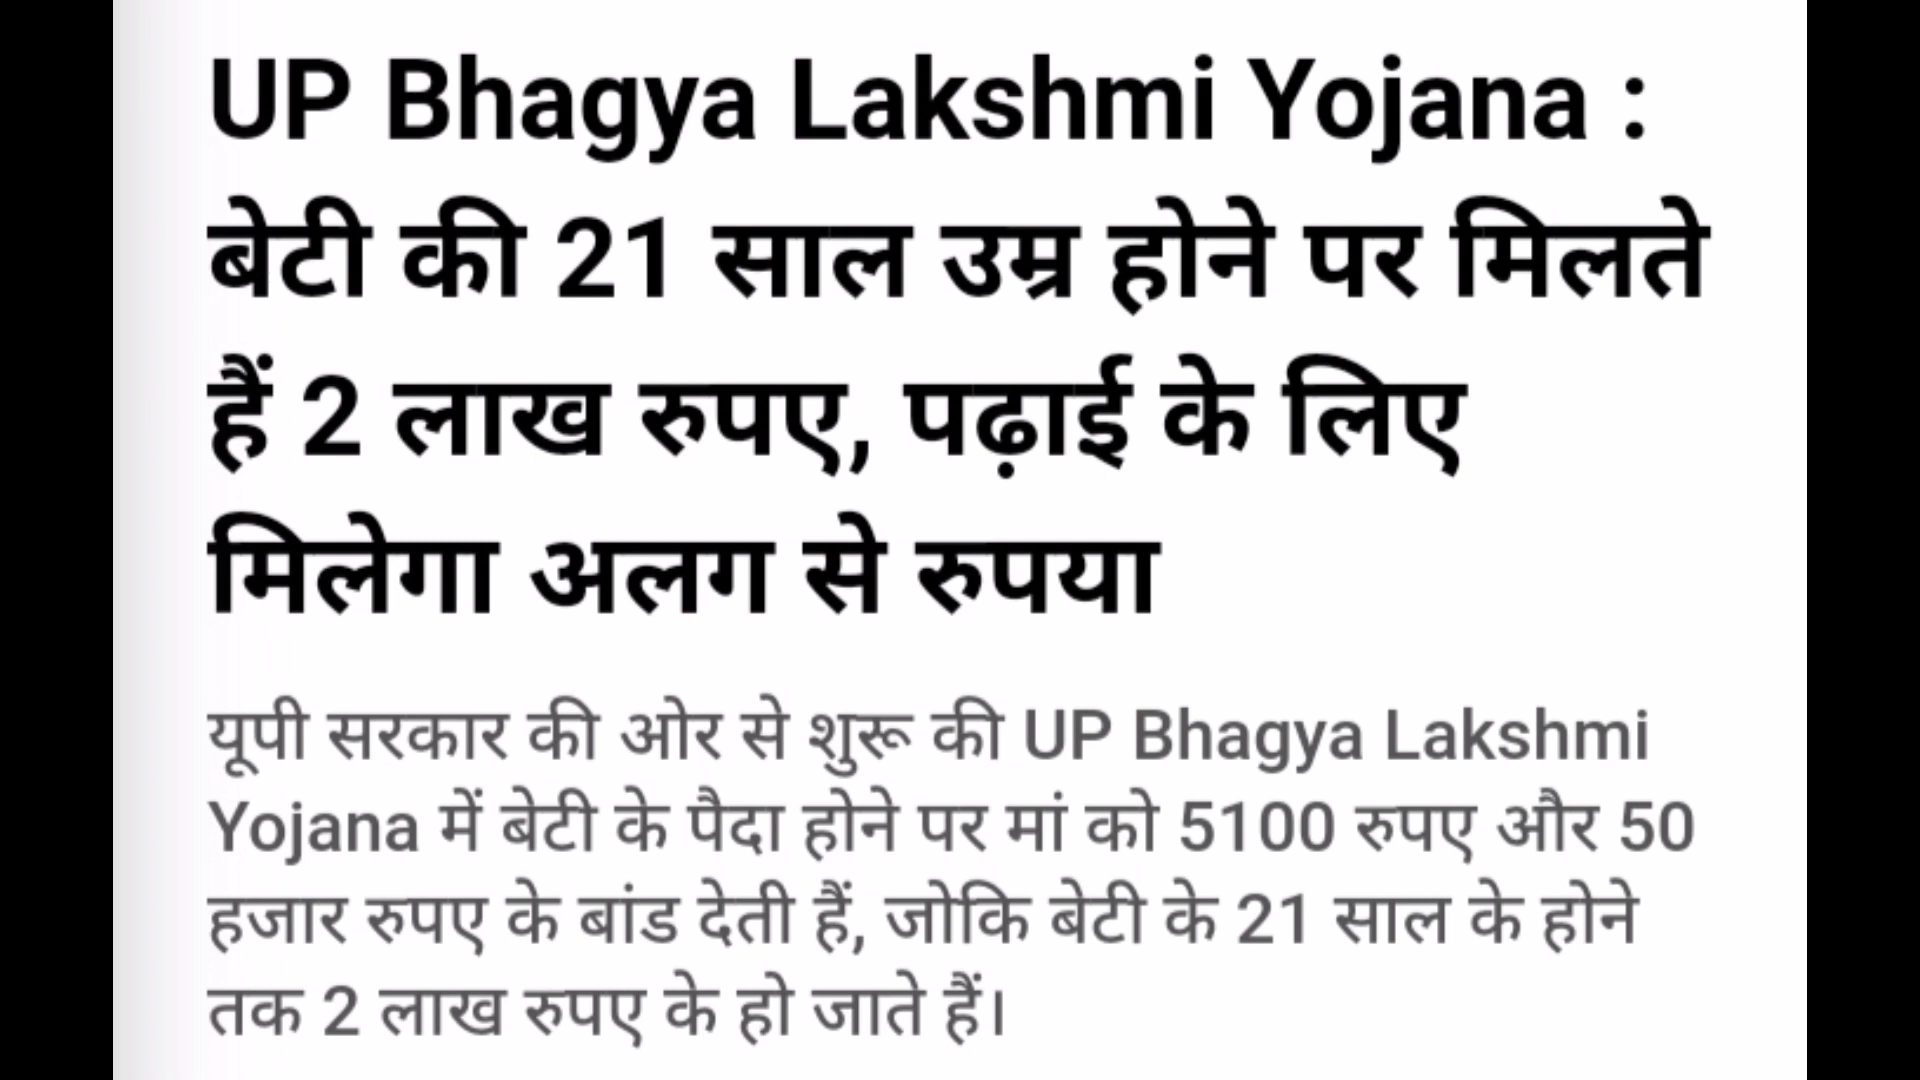 UP Bhagya Lakshmi Yojana :
बेटी की 21 साल उम्र होने पर मिलते
हैं 2 लाख रुपए, पढ़ाई के लिए
मिलेगा अलग से रुपया
यूपी सरकार की ओर से शुरू की UP Bhagya Lakshmi
Yojana में बेटी के पैदा होने पर मां को 5100 रुपए और 50
हजार रुपए के बांड देती हैं, जोकि बेटी के 21 साल के होने
तक 2 लाख रुपए के हो जाते हैं।